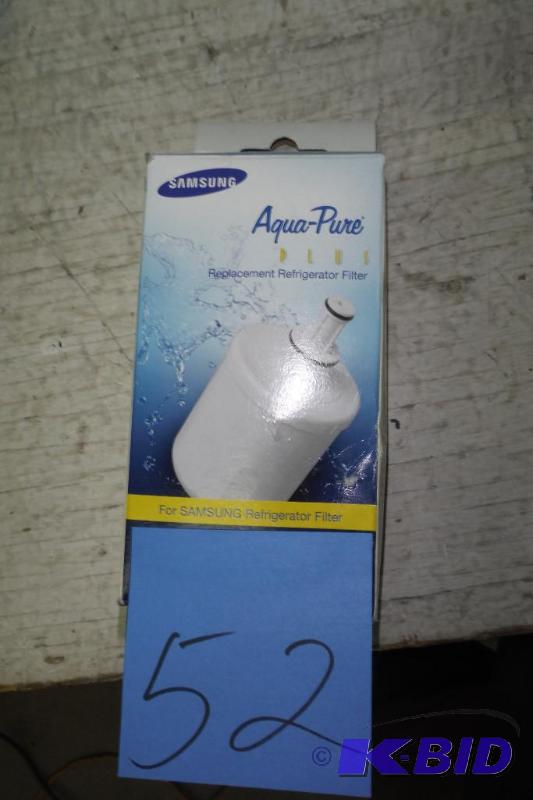 SAMSUNG
Aqua-Pure
PLUS
Replacement Refrigerator Filter
For SAMSUNG Refrigerator Filter
52
© K-BID